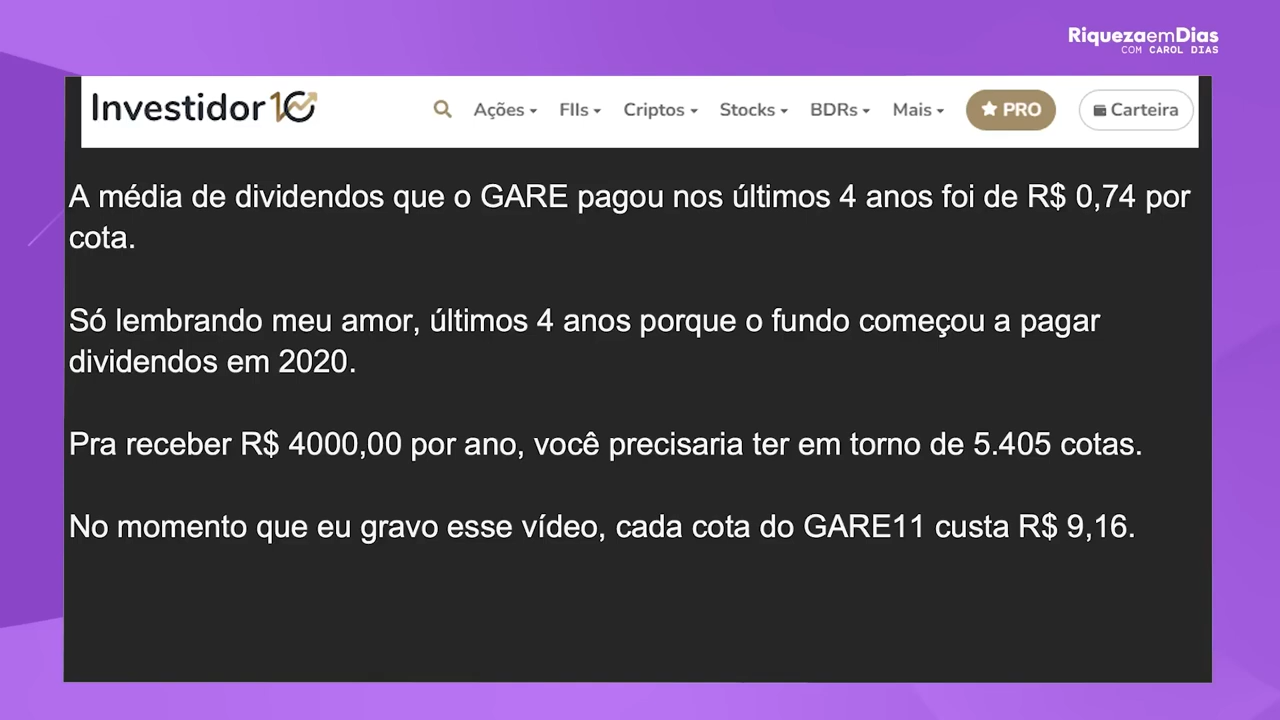 RiquezaemDias
COM CAROL DIAS
Investidor10
Ações
FIIs
Criptos
Stocks
BDRs
Mais
PRO
Carteira
A média de dividendos que o GARE pagou nos últimos 4 anos foi de R$ 0,74 por
cota.
Só lembrando meu amor, últimos 4 anos porque o fundo começou a pagar
dividendos em 2020.
Pra receber R$ 4000,00 por ano, você precisaria ter em torno de 5.405 cotas.
No momento que eu gravo esse vídeo, cada cota do GARE11 custa R$ 9,16.